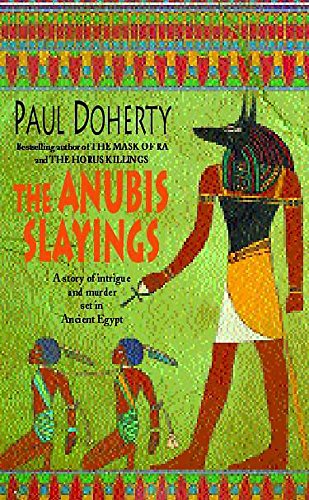 PAUL DOHERTY
Bestselling author of THE MASK OF RA
and THE HORUS KILLINGS
THE ANUBIS
SLAYINGS
A story of intrigue
and murder
set in
Ancient Egypt